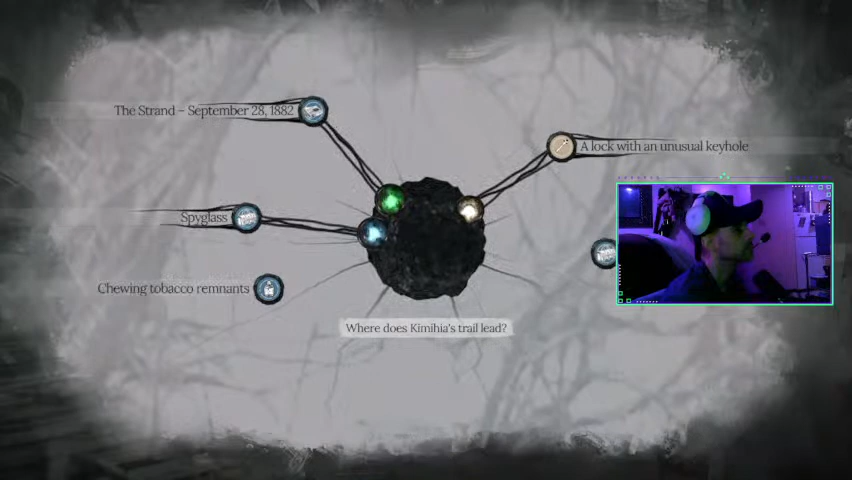 The Strand – September 28, 1882
A lock with an unusual keyhole
Spyglass
Chewing tobacco remnants
Where does Kimihia's trail lead?